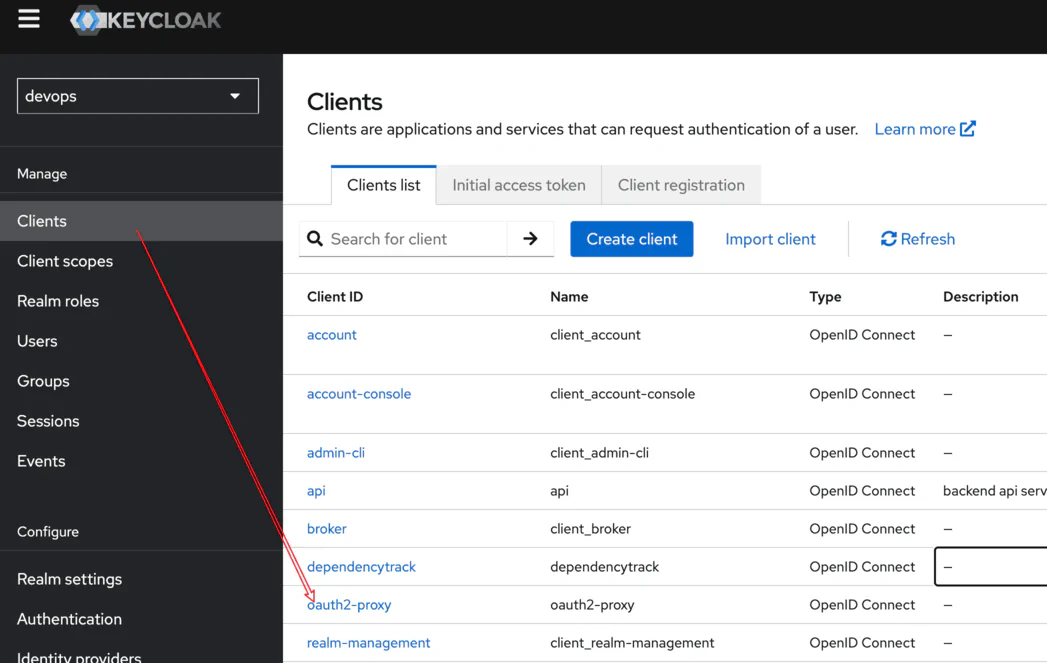 KEYCLOAK
devops
Manage
Clients
Client scopes
Realm roles
Users
Groups
Sessions
Events
Configure
Realm settings
Authentication
Identity providers
Clients
Clients are applications and services that can request authentication of a user. Learn more
Clients list Initial access token Client registration
Search for client Create client Import client Refresh
Client ID Name Type Description
account client_account OpenID Connect –
account-console client_account-console OpenID Connect –
admin-cli client_admin-cli OpenID Connect –
api api OpenID Connect backend api serv
broker client_broker OpenID Connect –
dependencytrack dependencytrack OpenID Connect –
oauth2-proxy oauth2-proxy OpenID Connect –
realm-management client_realm-management OpenID Connect –